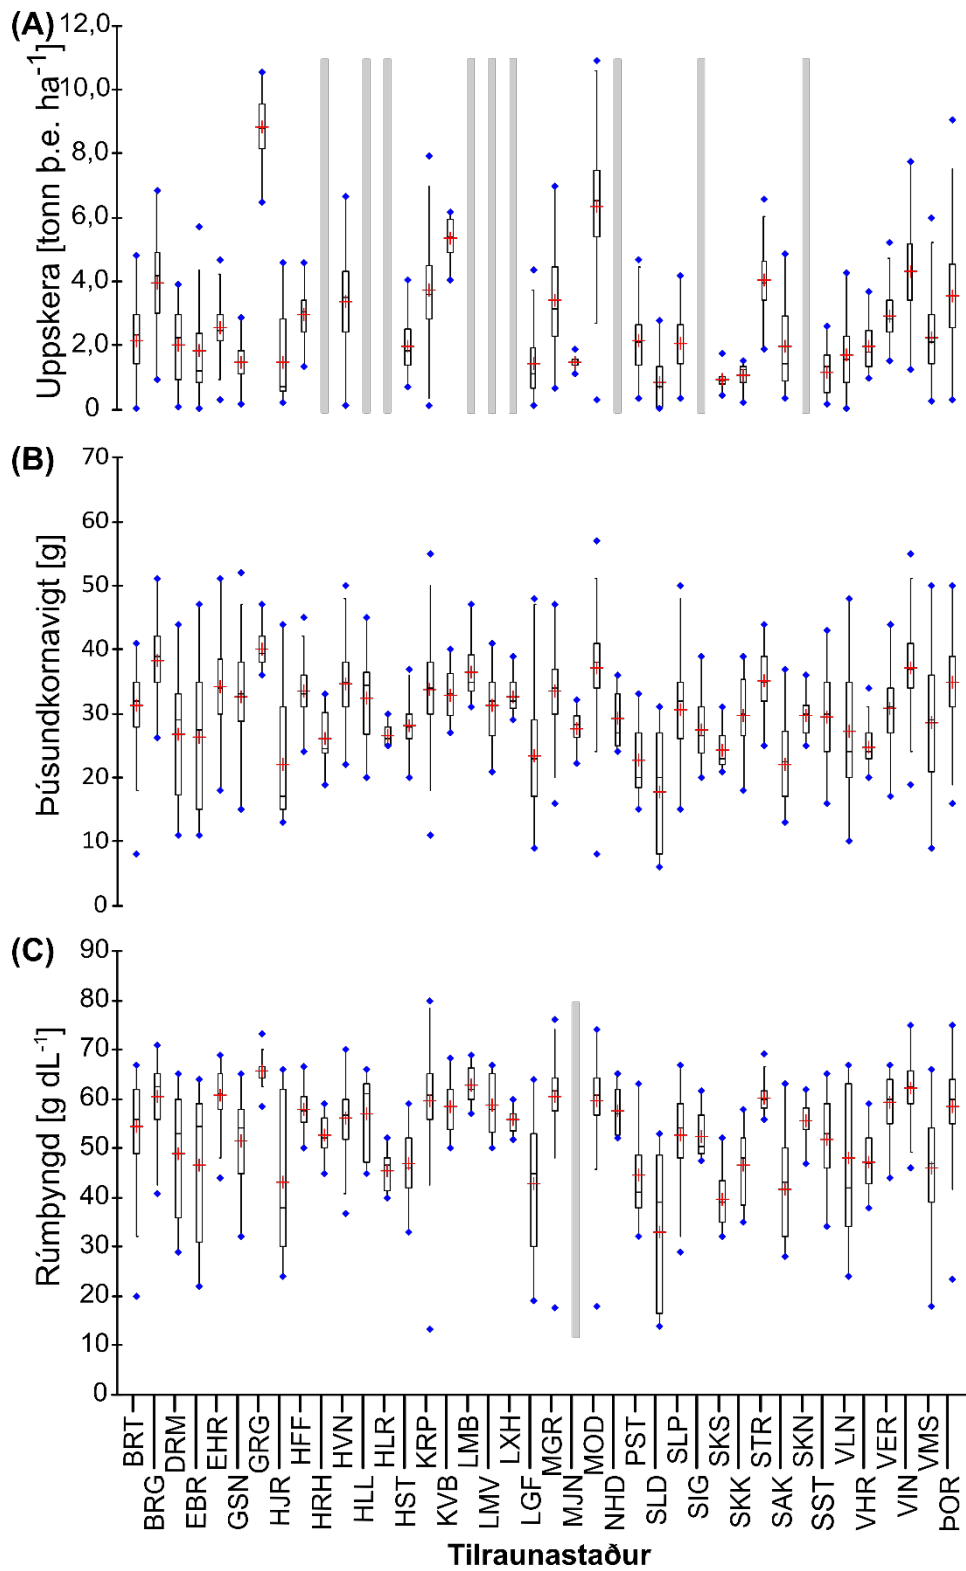 (A)
Uppskera [tonn þ.e. ha⁻¹]
12,0
10,0
8,0
6,0
4,0
2,0
0
(B)
Þúsundkornavigt [g]
70
60
50
40
30
20
10
0
(C)
Rúmþyngd [g dL⁻¹]
90
80
70
60
50
40
30
20
10
0
BRT
BRG
DRM
EBR
EHR
GSN
GRG
HJR
HFF
HRH
HVN
HLL
HLR
HST
KRP
KVB
LMB
LMV
LXH
LGF
MGR
MJN
MOD
NHD
PST
SLD
SLP
SIG
SKS
SKK
STR
SAK
SKN
SST
VLN
VHR
VER
VIN
VMS
ÞOR
Tilraunastaður